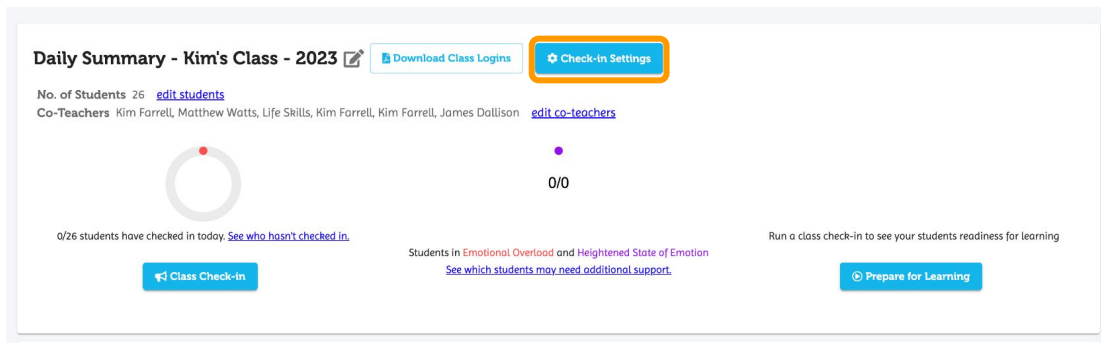 Daily Summary - Kim's Class - 2023 Download Class Logins Check-in Settings
No. of Students 26 edit students
Co-Teachers Kim Farrell, Matthew Watts, Life Skills, Kim Farrell, Kim Farrell, James Dallison edit co-teachers
0/0
0/26 students have checked in today. See who hasn't checked in.
Students in Emotional Overload and Heightened State of Emotion
See which students may need additional support.
Run a class check-in to see your students readiness for learning
Class Check-in
Prepare for Learning